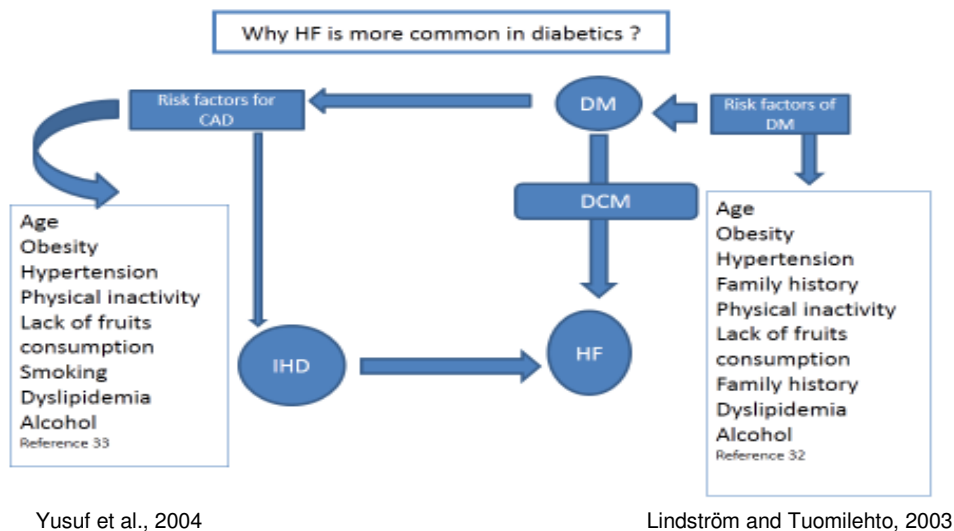 Why HF is more common in diabetics ?
Risk factors for
CAD
DM
Risk factors of
DM
DCM
Age
Obesity
Hypertension
Physical inactivity
Lack of fruits
consumption
Smoking
Dyslipidemia
Alcohol
Reference 33
IHD
HF
Age
Obesity
Hypertension
Family history
Physical inactivity
Lack of fruits
consumption
Family history
Dyslipidemia
Alcohol
Reference 32
Yusuf et al., 2004
Lindström and Tuomilehto, 2003